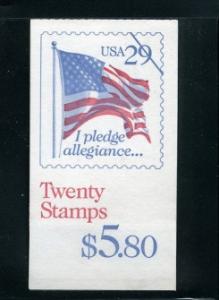 USA 29
I pledge
allegiance...
Twenty
Stamps
$5.80